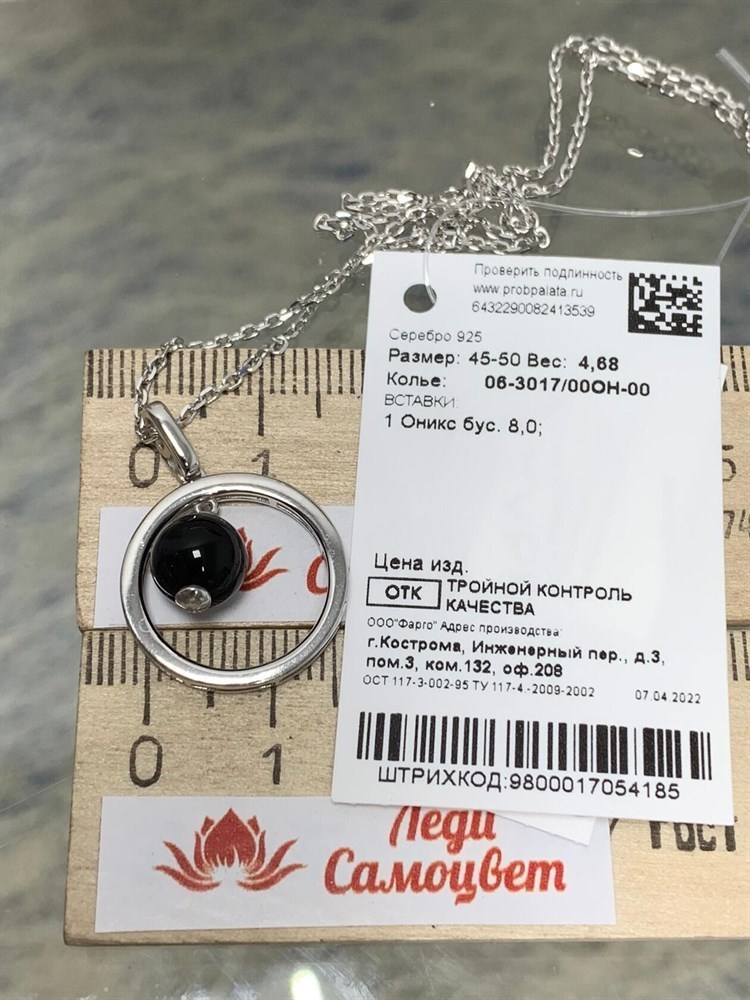 Проверить подлинность
www.probpalata.ru
6432290082413539
Серебро 925
Размер: 45-50 Вес: 4,68
Колье: 06-3017/00ОН-00
ВСТАВКИ:
1 Оникс бус. 8,0;
Цена изд.
ОТК ТРОЙНОЙ КОНТРОЛЬ
КАЧЕСТВА
ООО"Фарго" Адрес производства:
г.Кострома, Инженерный пер., д.3,
пом.3, ком.132, оф.208
ОСТ 117-3-002-95 ТУ 117-4.-2009-2002 07.04.2022
ШТРИХКОД:9800017054185
0 1
0 1
ГОСТ
Леди
Самоцвет